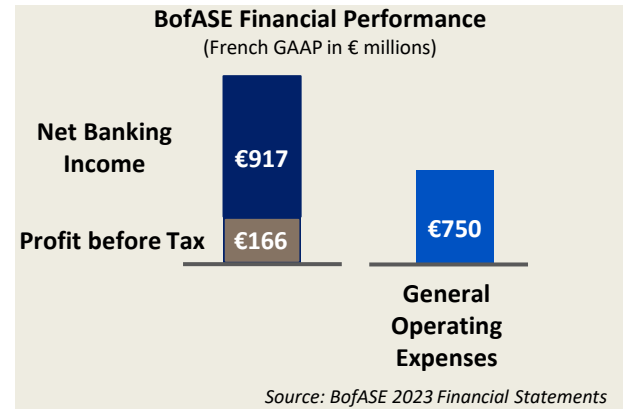 BofASE Financial Performance
(French GAAP in € millions)
Net Banking
Income
€917
Profit before Tax
€166
€750
General
Operating
Expenses
Source: BofASE 2023 Financial Statements